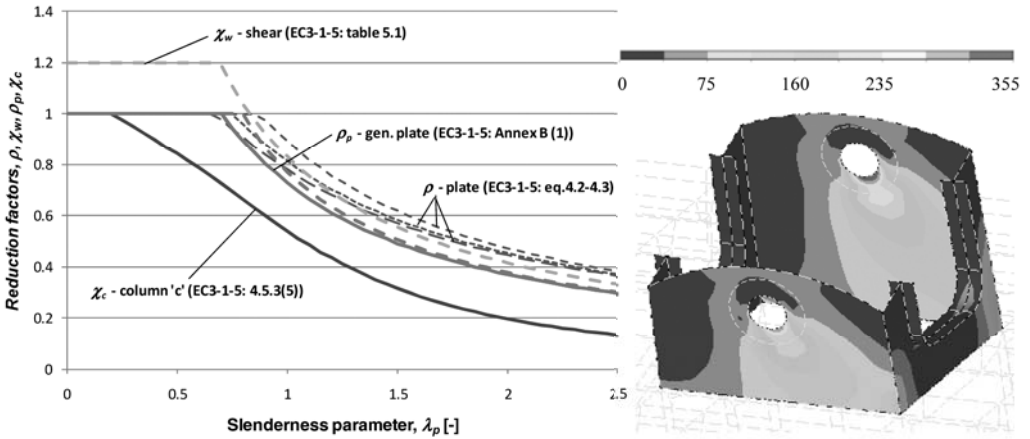 Reduction factors, ρ, χw, ρp, χc
1.4
1.2
1
0.8
0.6
0.4
0.2
0
χw - shear (EC3-1-5: table 5.1)
ρp - gen. plate (EC3-1-5: Annex B (1))
ρ - plate (EC3-1-5: eq.4.2-4.3)
χc - column 'c' (EC3-1-5: 4.5.3(5))
0 0.5 1 1.5 2 2.5
Slenderness parameter, λp [-]
0 75 160 235 355